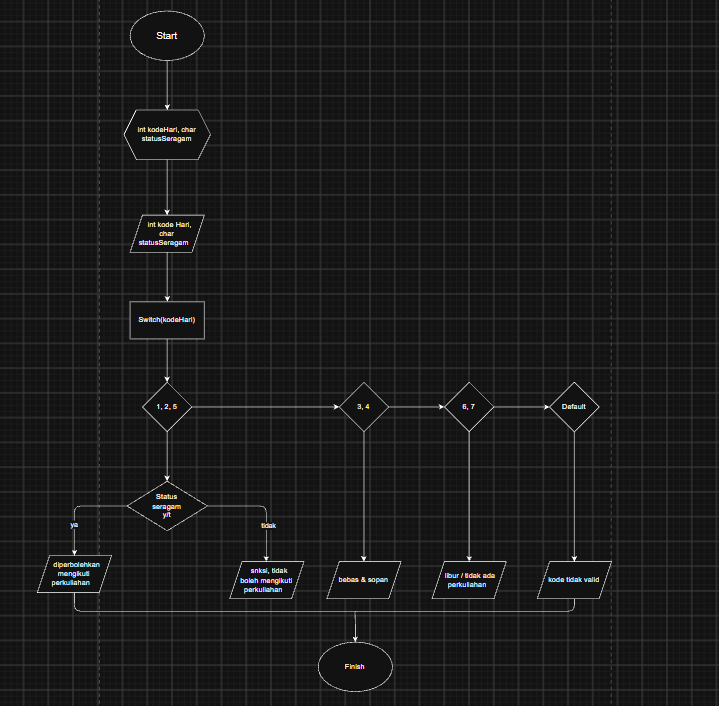 Start
int kodeHari, char
statusSeragam
int kode Hari,
char
statusSeragam
Switch(kodeHari)
1, 2, 5
3, 4
6, 7
Default
Status
seragam
y/t
ya
tidak
diperbolehkan
mengikuti
perkuliahan
snksi, tidak
boleh mengikuti
perkuliahan
bebas & sopan
libur / tidak ada
perkuliahan
kode tidak valid
Finish